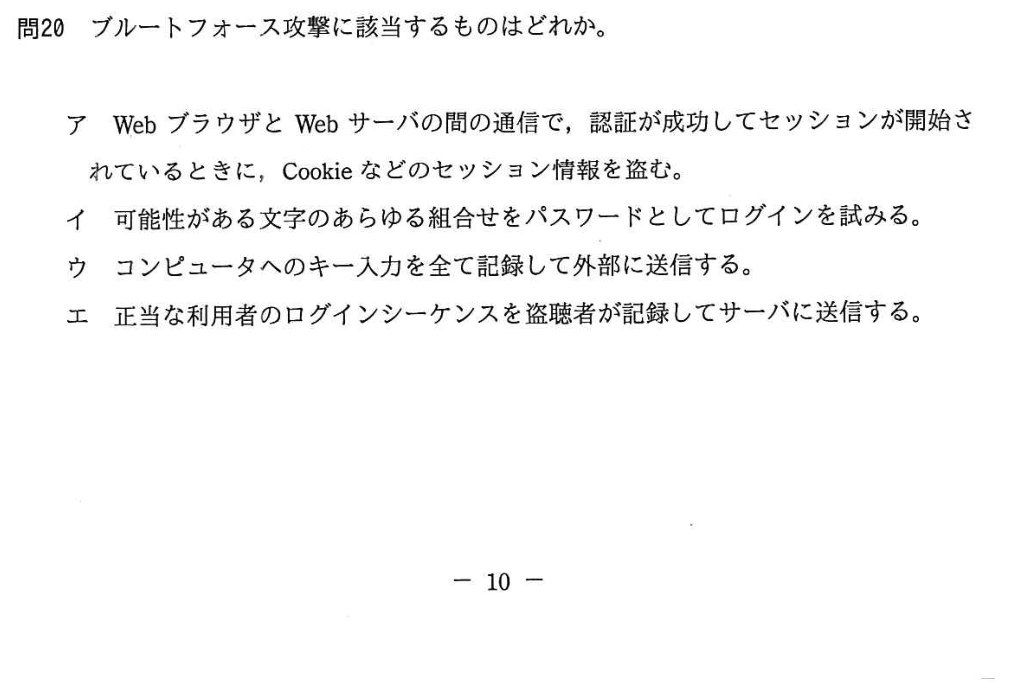 問20 ブルートフォース攻撃に該当するものはどれか。
ア Web ブラウザと Web サーバの間の通信で，認証が成功してセッションが開始さ
れているときに，Cookie などのセッション情報を盗む。
イ 可能性がある文字のあらゆる組合せをパスワードとしてログインを試みる。
ウ コンピュータへのキー入力を全て記録して外部に送信する。
エ 正当な利用者のログインシーケンスを盗聴者が記録してサーバに送信する。
－ 10 －